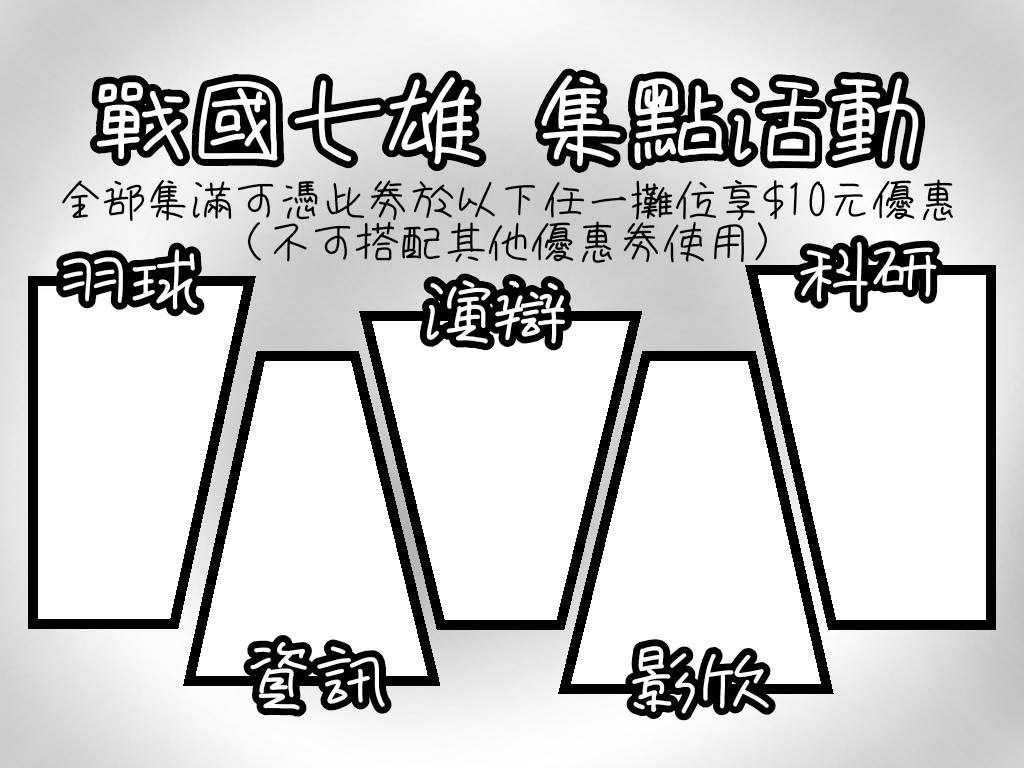 戰國七雄 集點活動
全部集滿可憑此券於以下任一攤位享$10元優惠
(不可搭配其他優惠券使用)
羽球
演辯
科研
資訊
影欣